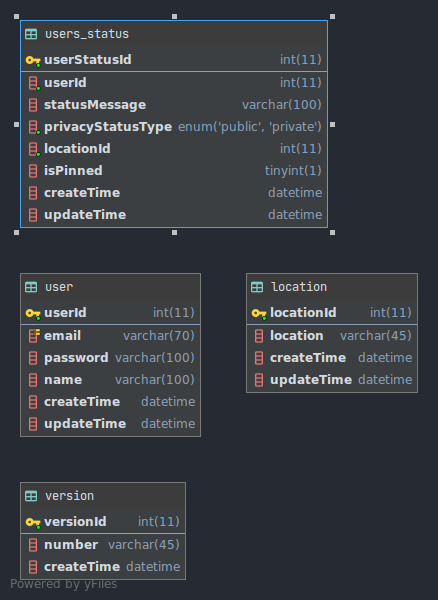 users_status
userStatusId int(11)
userId int(11)
statusMessage varchar(100)
privacyStatusType enum('public', 'private')
locationId int(11)
isPinned tinyint(1)
createTime datetime
updateTime datetime
user
userId int(11)
email varchar(70)
password varchar(100)
name varchar(100)
createTime datetime
updateTime datetime
location
locationId int(11)
location varchar(45)
createTime datetime
updateTime datetime
version
versionId int(11)
number varchar(45)
createTime datetime
Powered by yFiles